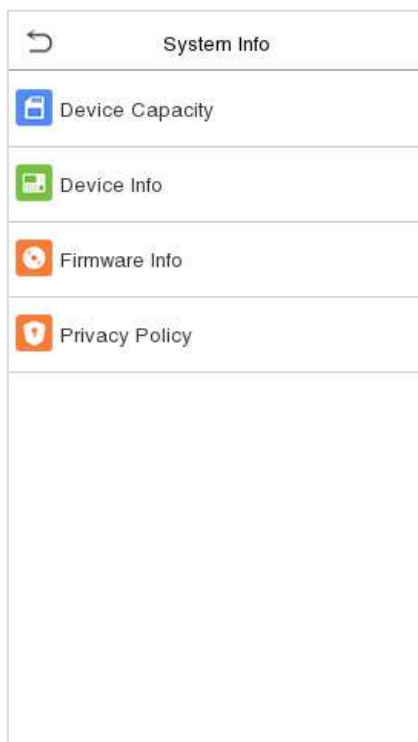 System Info
Device Capacity
Device Info
Firmware Info
Privacy Policy